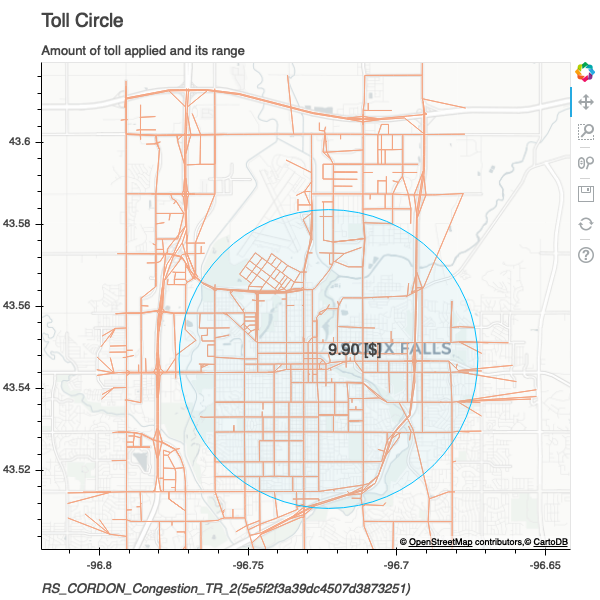 Toll Circle
Amount of toll applied and its range
43.6
43.58
43.56
9.90 [$] X FALLS
43.54
43.52
© OpenStreetMap contributors,© CartoDB
-96.8
-96.75
-96.7
-96.65
RS_CORDON_Congestion_TR_2(5e5f2f3a39dc4507d3873251)